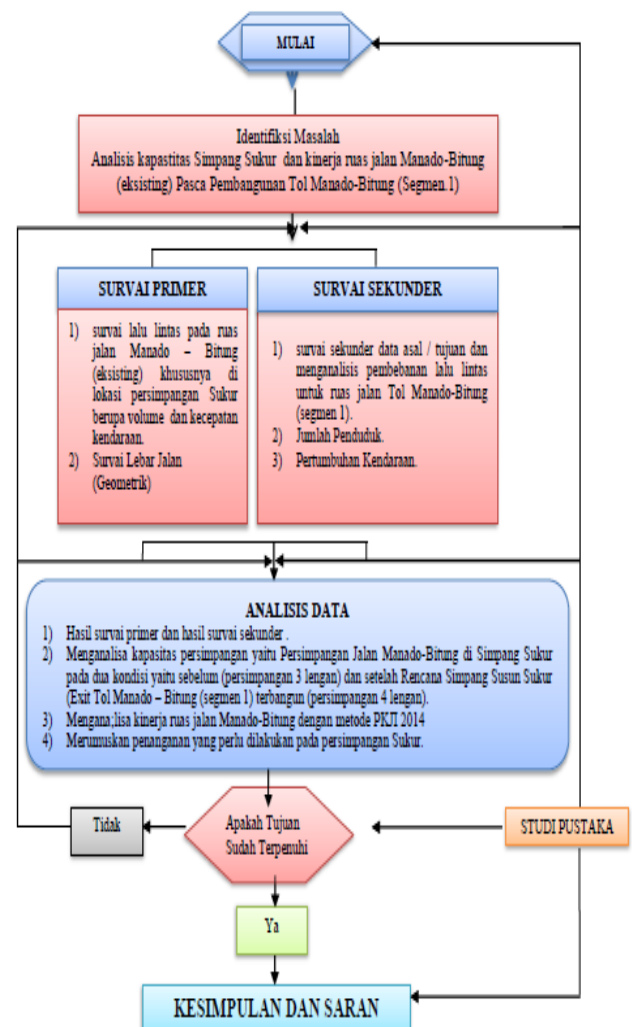 MULAI
Identifiksi Masalah
Analisis kapastitas Simpang Sukur dan kinerja ruas jalan Manado-Bitung
(eksisting) Pasca Pembangunan Tol Manado-Bitung (Segmen.1)
SURVAI PRIMER
1) survai lalu lintas pada ruas
jalan Manado – Bitung
(eksisting) khususnya di
lokasi persimpangan Sukur
berupa volume dan kecepatan
kendaraan.
2) Survai Lebar Jalan
(Geometrik)
SURVAI SEKUNDER
1) survai sekunder data asal / tujuan dan
menganalisis pembebanan lalu lintas
untuk ruas jalan Tol Manado-Bitung
(segmen 1).
2) Jumlah Penduduk.
3) Pertumbuhan Kendaraan.
ANALISIS DATA
1) Hasil survai primer dan hasil survai sekunder .
2) Menganalisa kapasitas persimpangan yaitu Persimpangan Jalan Manado-Bitung di Simpang Sukur
pada dua kondisi yaitu sebelum (persimpangan 3 lengan) dan setelah Rencana Simpang Susun Sukur
(Exit Tol Manado – Bitung (segmen 1) terbangun (persimpangan 4 lengan).
3) Mengana;lisa kinerja ruas jalan Manado-Bitung dengan metode PKJI 2014
4) Merumuskan penanganan yang perlu dilakukan pada persimpangan Sukur.
Tidak
Apakah Tujuan
Sudah Terpenuhi
STUDI PUSTAKA
Ya
KESIMPULAN DAN SARAN